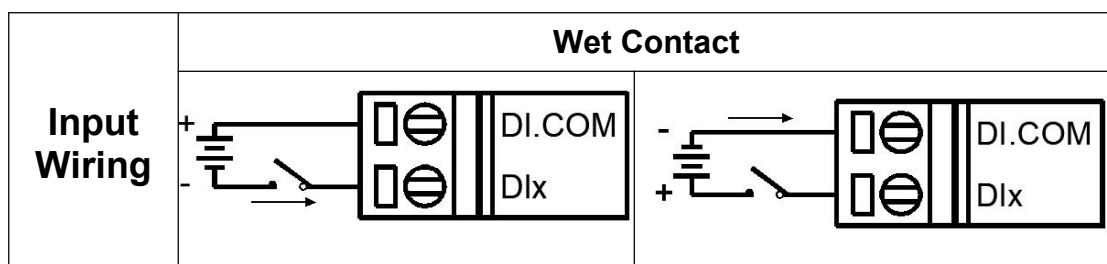 Wet Contact
Input
Wiring
+
-
DI.COM
DIx
-
+
DI.COM
DIx